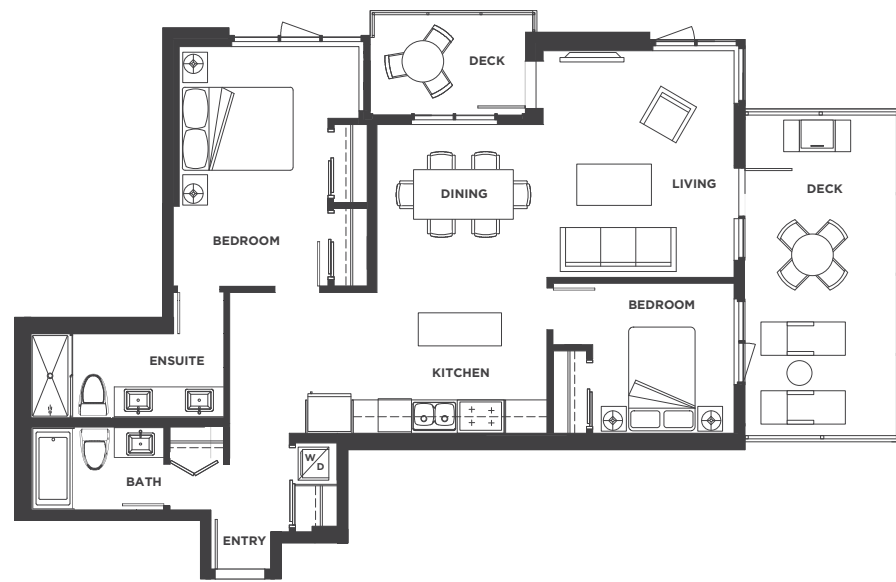 DECK
DINING
LIVING
DECK
BEDROOM
BEDROOM
ENSUITE
KITCHEN
W
D
BATH
ENTRY